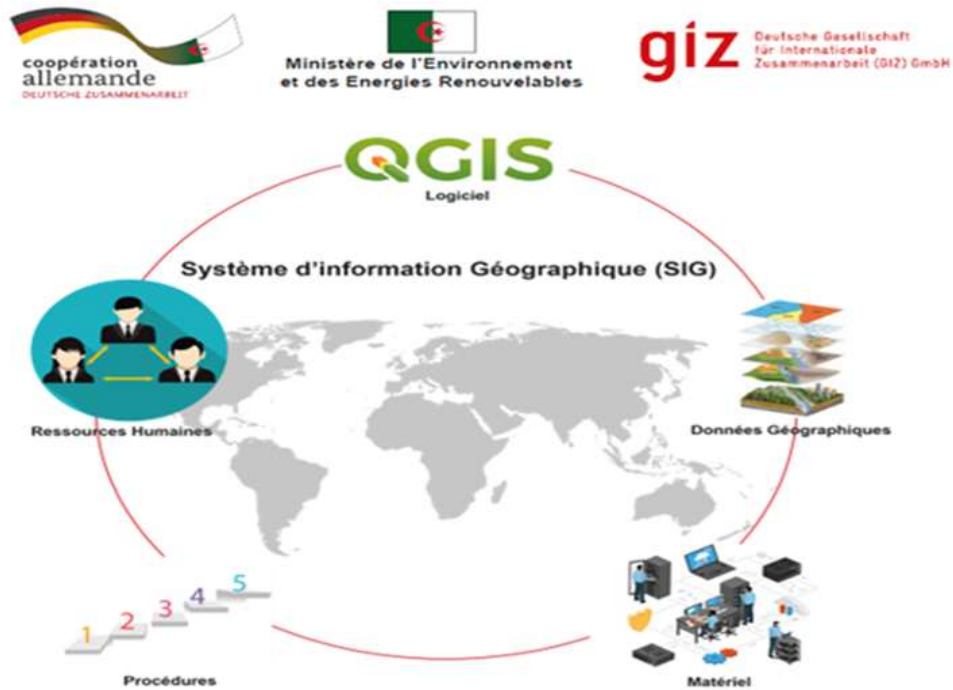 coopération
allemande
DEUTSCHE ZUSAMMENARBEIT
Ministère de l'Environnement
et des Energies Renouvelables
giz
Deutsche Gesellschaft
für Internationale
Zusammenarbeit (GIZ) GmbH
QGIS
Logiciel
Système d'information Géographique (SIG)
Ressources Humaines
Données Géographiques
1 2 3 4 5
Procédures
Matériel